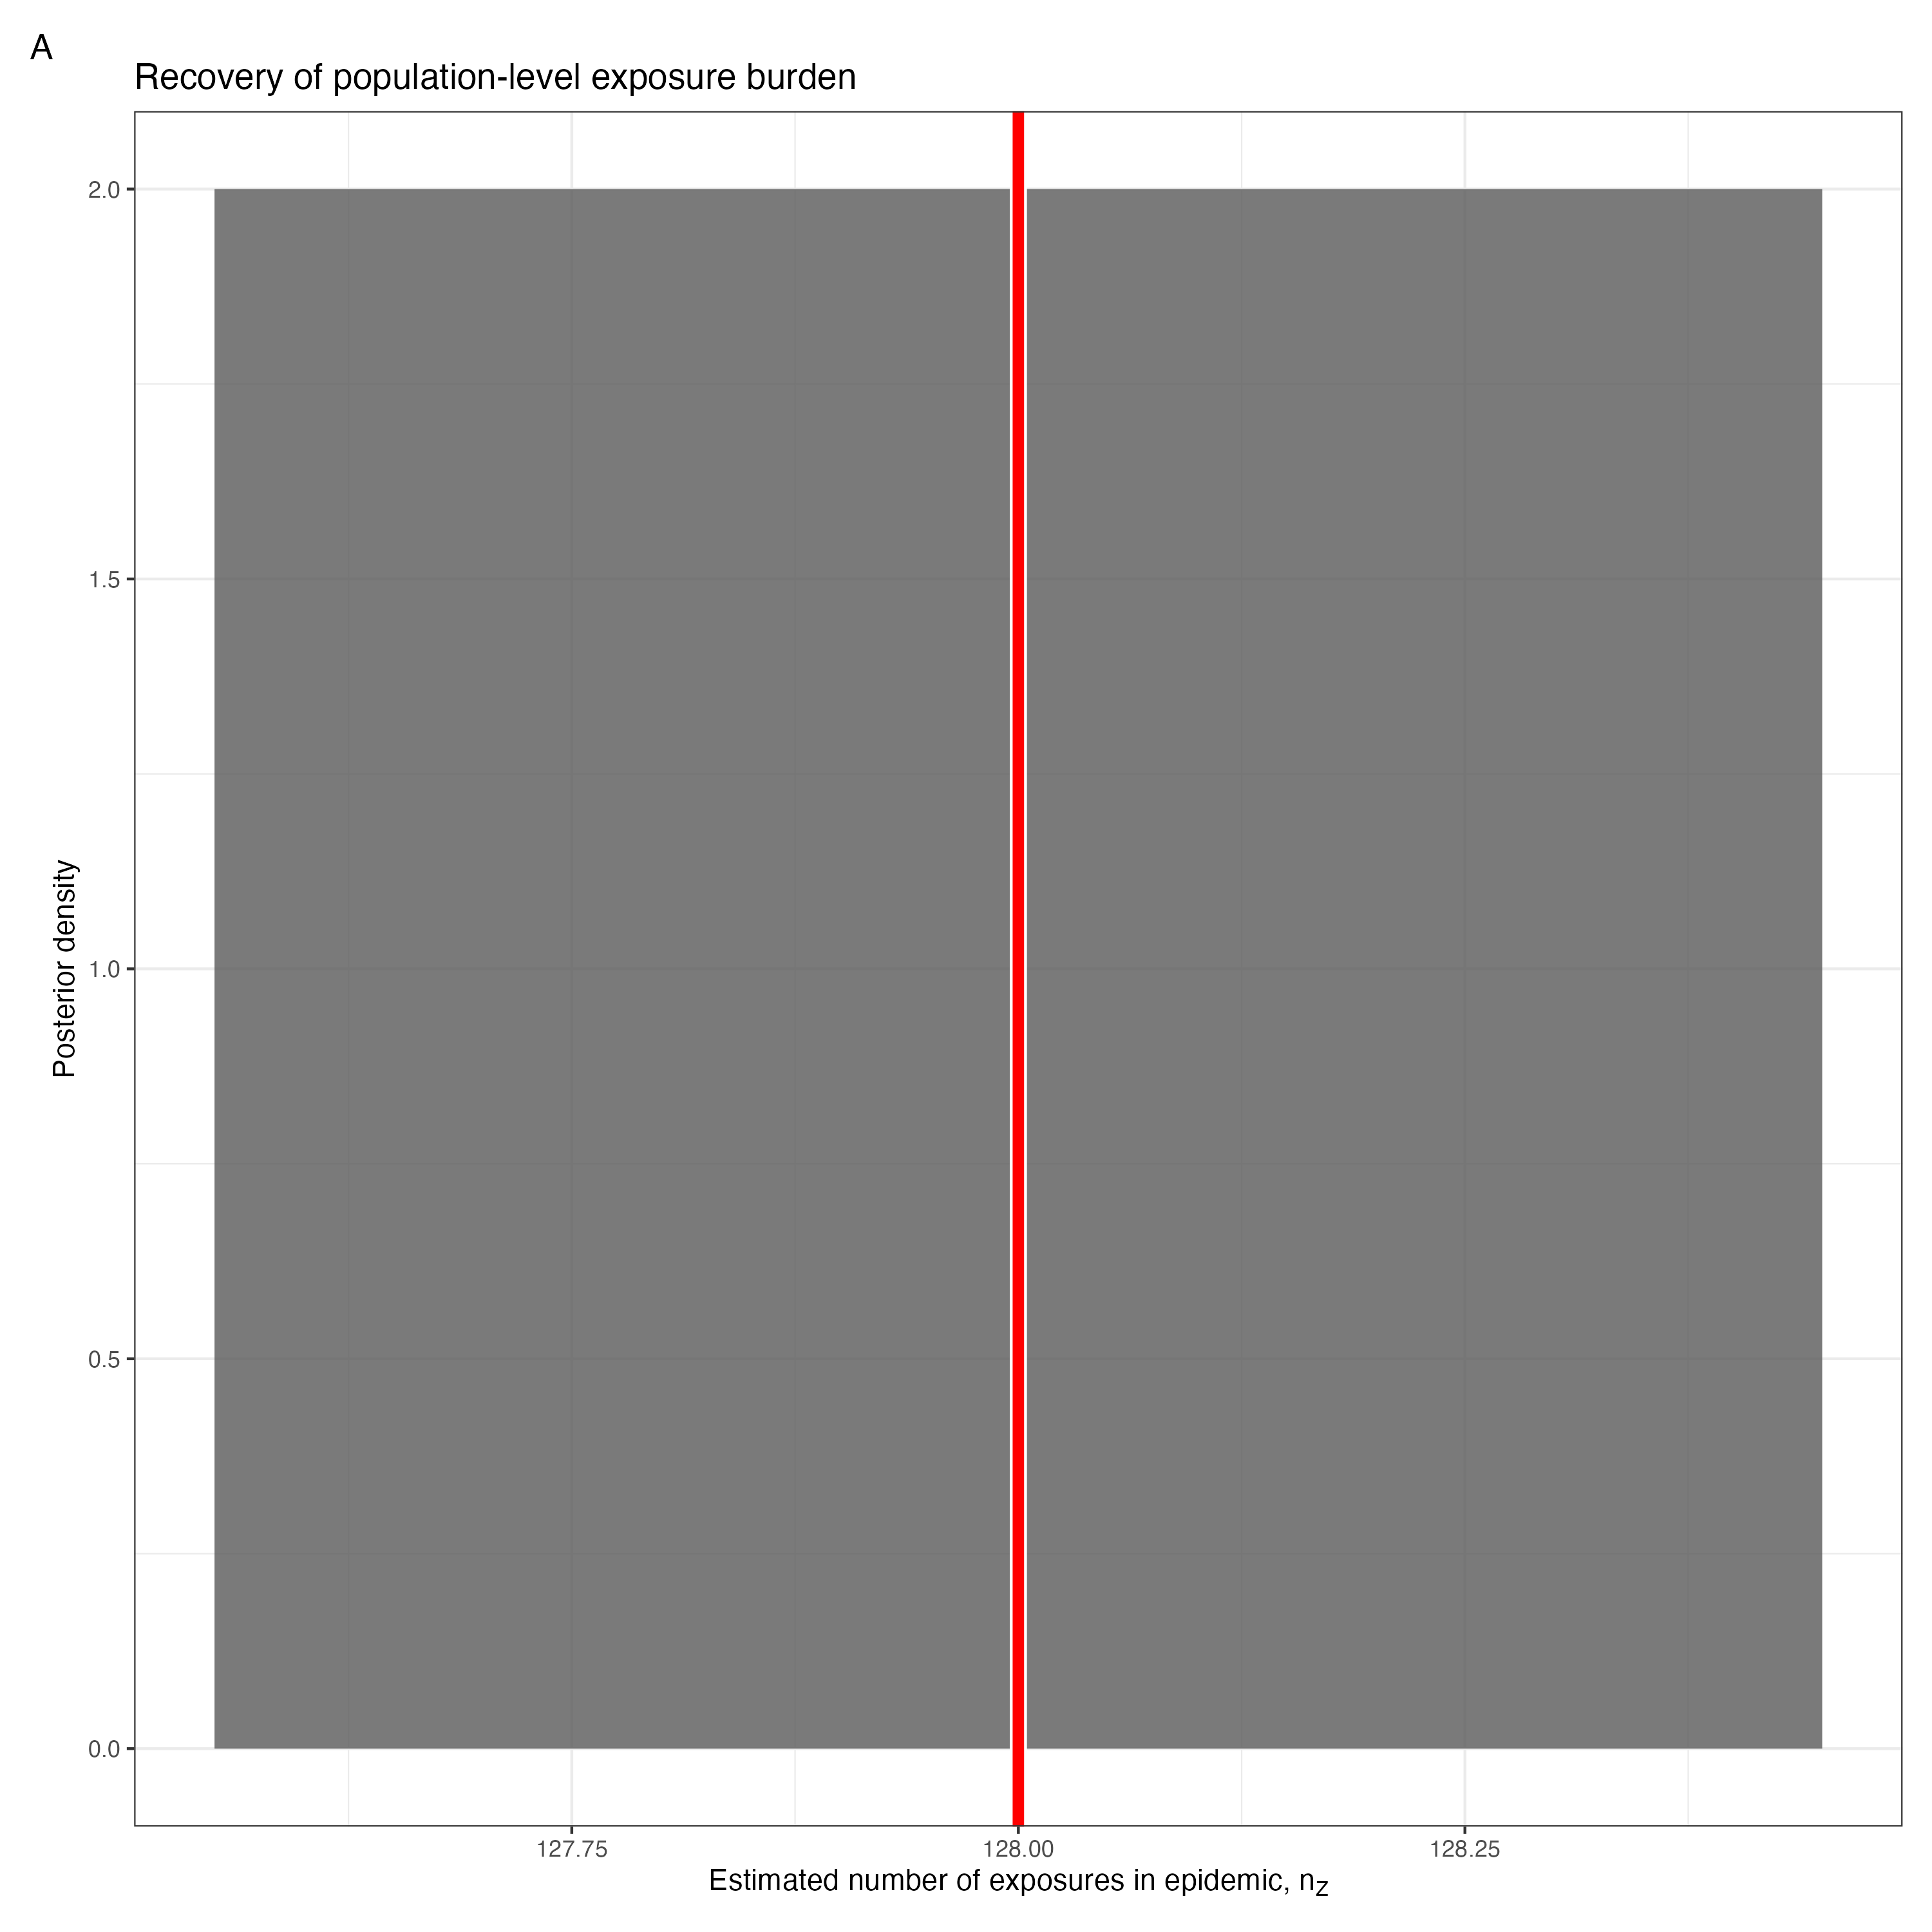 A
Recovery of population-level exposure burden
Posterior density
2.0
1.5
1.0
0.5
0.0
127.75 128.00 128.25
Estimated number of exposures in epidemic, nZ